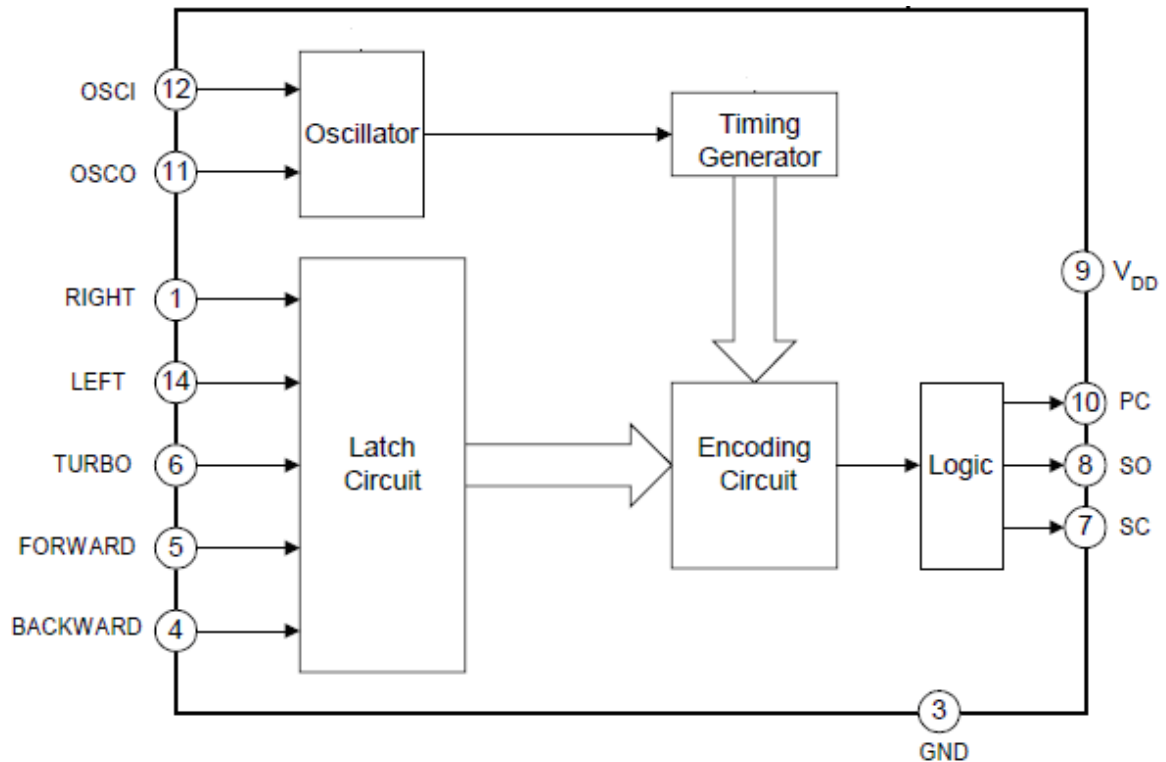 OSCI
12
OSCO
11
Oscillator
Timing
Generator
RIGHT
1
LEFT
14
TURBO
6
FORWARD
5
BACKWARD
4
Latch
Circuit
Encoding
Circuit
Logic
9
VDD
10
PC
8
SO
7
SC
3
GND